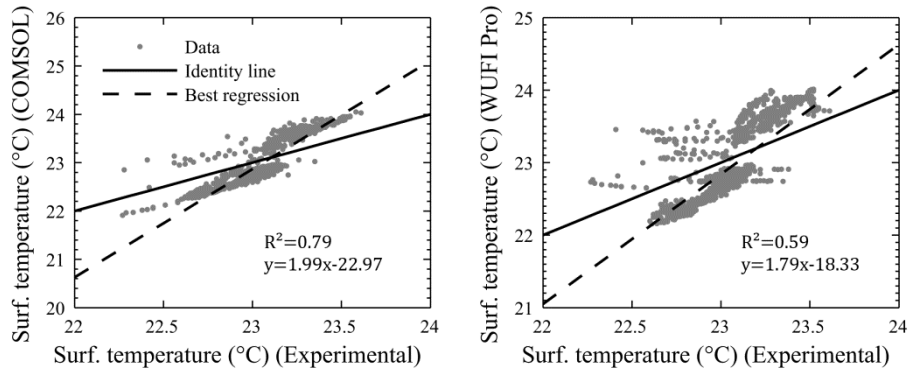 Surf. temperature (°C) (COMSOL)
26
25
24
23
22
21
20
Data
Identity line
Best regression
R²=0.79
y=1.99x-22.97
22 22.5 23 23.5 24
Surf. temperature (°C) (Experimental)
Surf. temperature (°C) (WUFI Pro)
25
24
23
22
21
R²=0.59
y=1.79x-18.33
22 22.5 23 23.5 24
Surf. temperature (°C) (Experimental)